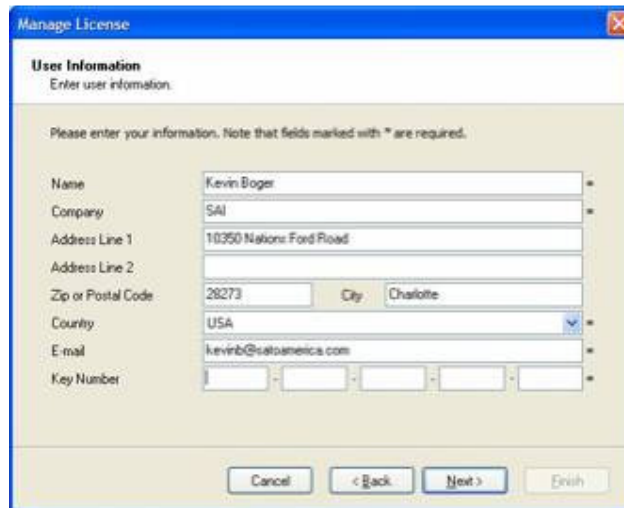 Manage License
User Information
Enter user information.
Please enter your information. Note that fields marked with * are required.
Name Kevin Boger *
Company SAI *
Address Line 1 10350 Nations Ford Road
Address Line 2
Zip or Postal Code 28273 City Charlotte
Country USA *
E-mail kevinb@satoamerica.com *
Key Number - - - - *
Cancel < Back Next > Finish